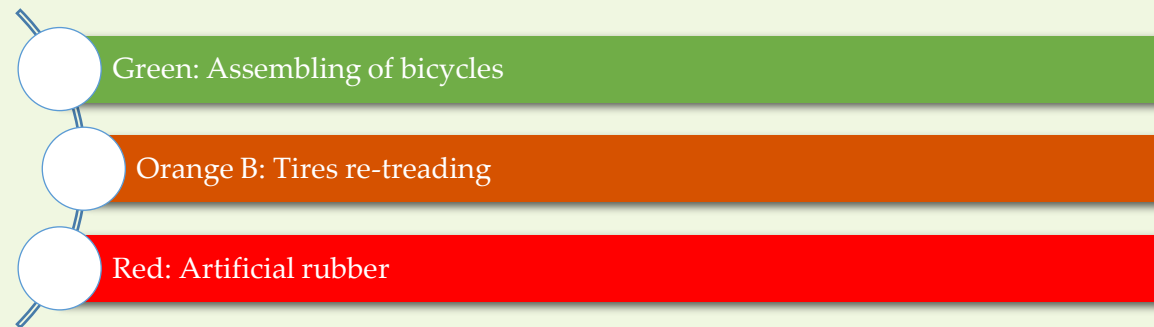 Green: Assembling of bicycles
Orange B: Tires re-treading
Red: Artificial rubber